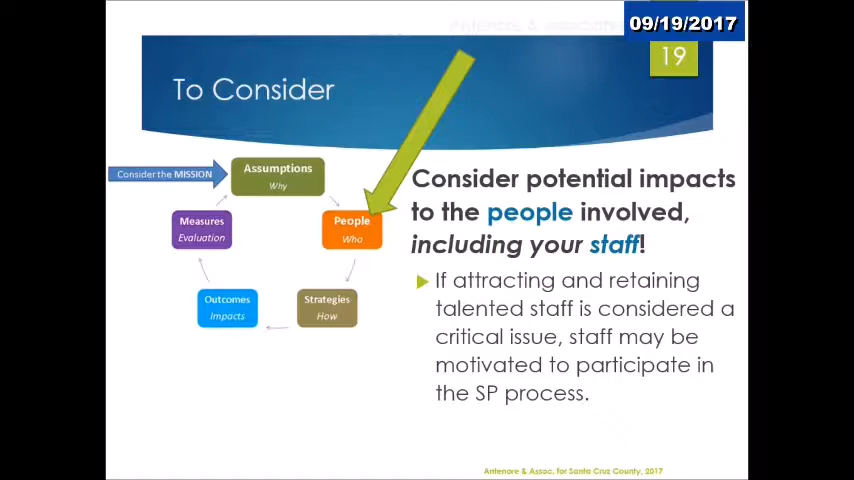 Antenore & Associates
09/19/2017
19
To Consider
Consider the MISSION
Assumptions
Why
People
Who
Strategies
How
Outcomes
Impacts
Measures
Evaluation
Consider potential impacts
to the people involved,
including your staff!
If attracting and retaining
talented staff is considered a
critical issue, staff may be
motivated to participate in
the SP process.
Antenore & Assoc. for Santa Cruz County, 2017